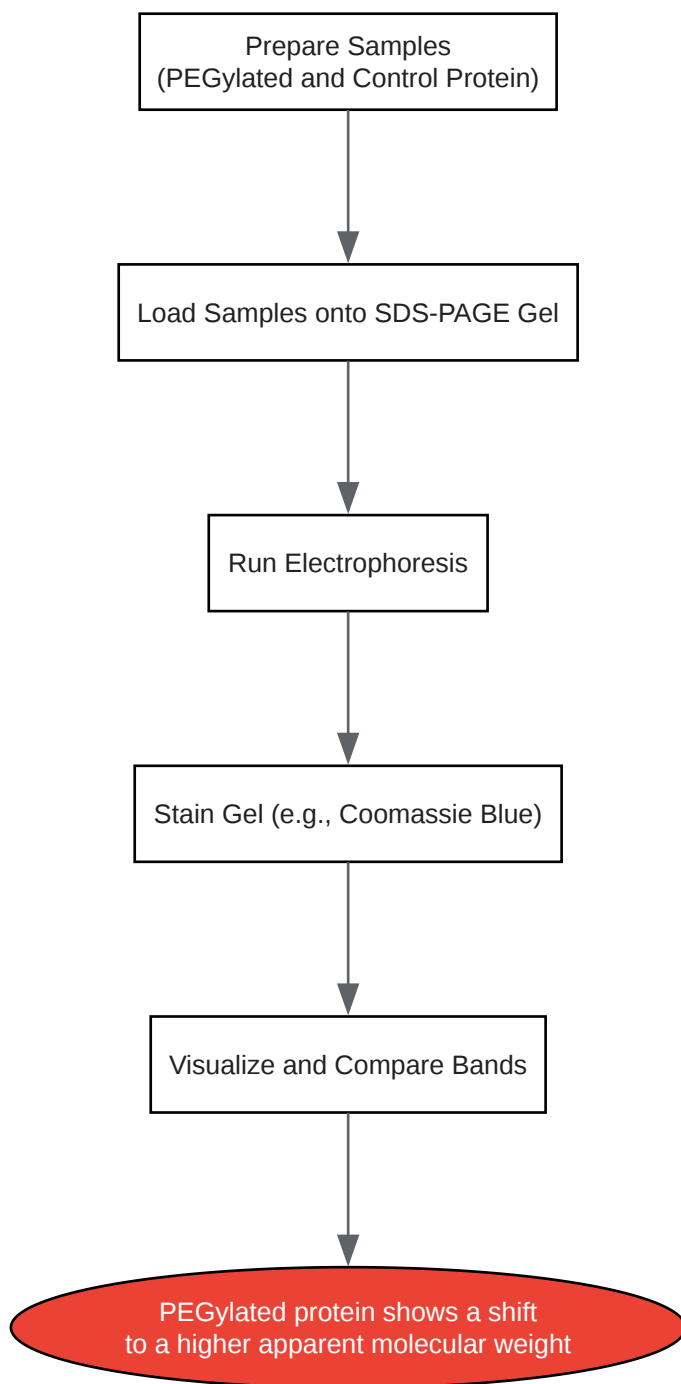 Prepare Samples
(PEGylated and Control Protein)
Load Samples onto SDS-PAGE Gel
Run Electrophoresis
Stain Gel (e.g., Coomassie Blue)
Visualize and Compare Bands
PEGylated protein shows a shift
to a higher apparent molecular weight